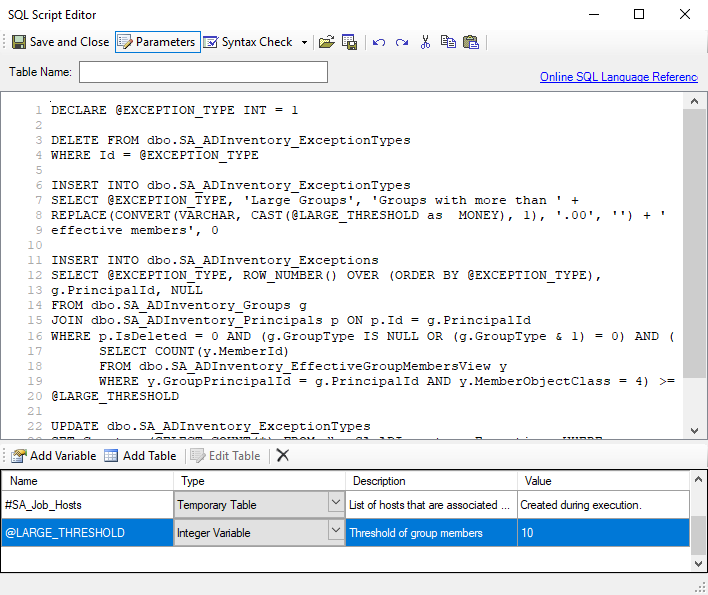 SQL Script Editor
Save and Close Parameters Syntax Check
Table Name: Online SQL Language Referenc
1 DECLARE @EXCEPTION_TYPE INT = 1
2
3 DELETE FROM dbo.SA_ADInventory_ExceptionTypes
4 WHERE Id = @EXCEPTION_TYPE
5
6 INSERT INTO dbo.SA_ADInventory_ExceptionTypes
7 SELECT @EXCEPTION_TYPE, 'Large Groups', 'Groups with more than ' +
8 REPLACE(CONVERT(VARCHAR, CAST(@LARGE_THRESHOLD as  MONEY), 1), '.00', '') + '
9 effective members', 0
10
11 INSERT INTO dbo.SA_ADInventory_Exceptions
12 SELECT @EXCEPTION_TYPE, ROW_NUMBER() OVER (ORDER BY @EXCEPTION_TYPE),
13 g.PrincipalId, NULL
14 FROM dbo.SA_ADInventory_Groups g
15 JOIN dbo.SA_ADInventory_Principals p ON p.Id = g.PrincipalId
16 WHERE p.IsDeleted = 0 AND (g.GroupType IS NULL OR (g.GroupType & 1) = 0) AND (
17 SELECT COUNT(y.MemberId)
18 FROM dbo.SA_ADInventory_EffectiveGroupMembersView y
19 WHERE y.GroupPrincipalId = g.PrincipalId AND y.MemberObjectClass = 4) >=
20 @LARGE_THRESHOLD
21
22 UPDATE dbo.SA_ADInventory_ExceptionTypes
Add Variable Add Table Edit Table
Name Type Description Value
#SA_Job_Hosts Temporary Table List of hosts that are associated ... Created during execution.
@LARGE_THRESHOLD Integer Variable Threshold of group members 10